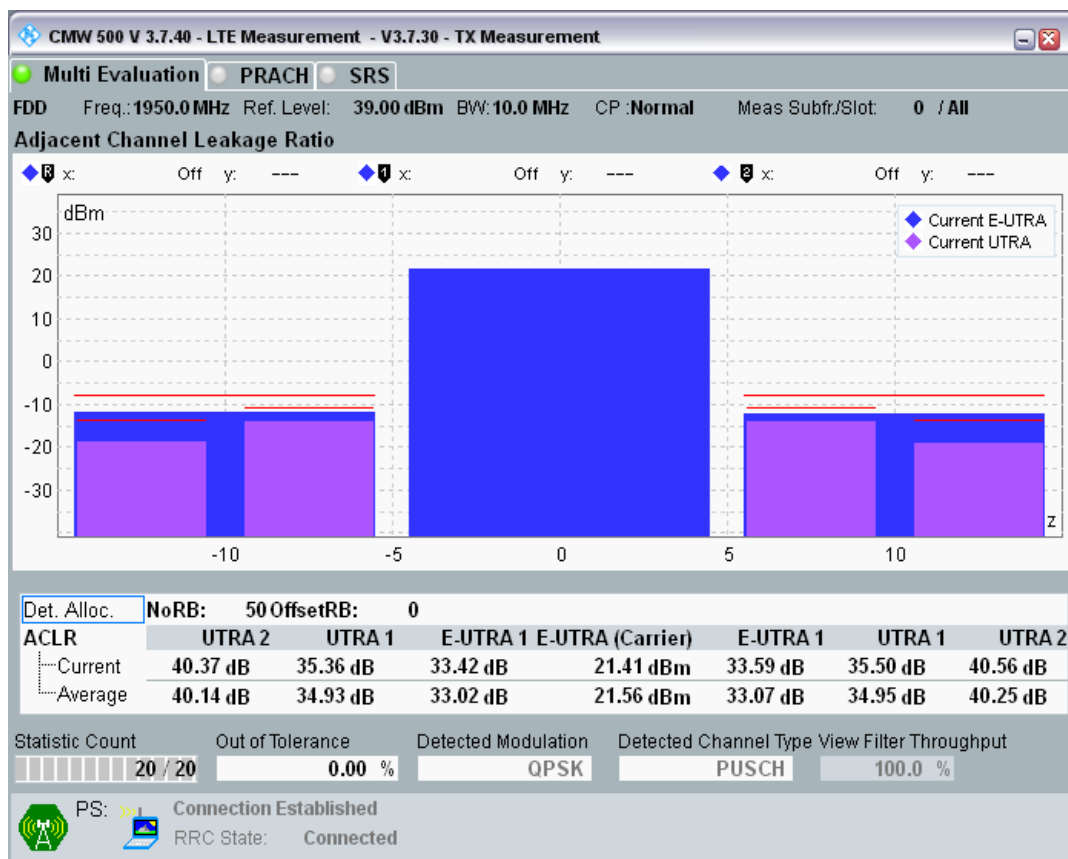 CMW 500 V 3.7.40 - LTE Measurement - V3.7.30 - TX Measurement
Multi Evaluation PRACH SRS
FDD Freq.: 1950.0 MHz Ref. Level: 39.00 dBm BW: 10.0 MHz CP :Normal Meas Subfr./Slot: 0 / All
Adjacent Channel Leakage Ratio
R x: Off y: --- 1 x: Off y: --- 2 x: Off y: ---
dBm
Current E-UTRA
Current UTRA
30
20
10
0
-10
-20
-30
z
-10 -5 0 5 10
Det. Alloc. NoRB: 50 OffsetRB: 0
ACLR UTRA 2 UTRA 1 E-UTRA 1 E-UTRA (Carrier) E-UTRA 1 UTRA 1 UTRA 2
Current 40.37 dB 35.36 dB 33.42 dB 21.41 dBm 33.59 dB 35.50 dB 40.56 dB
Average 40.14 dB 34.93 dB 33.02 dB 21.56 dBm 33.07 dB 34.95 dB 40.25 dB
Statistic Count Out of Tolerance Detected Modulation Detected Channel Type View Filter Throughput
20 / 20 0.00 % QPSK PUSCH 100.0 %
PS: Connection Established
RRC State: Connected